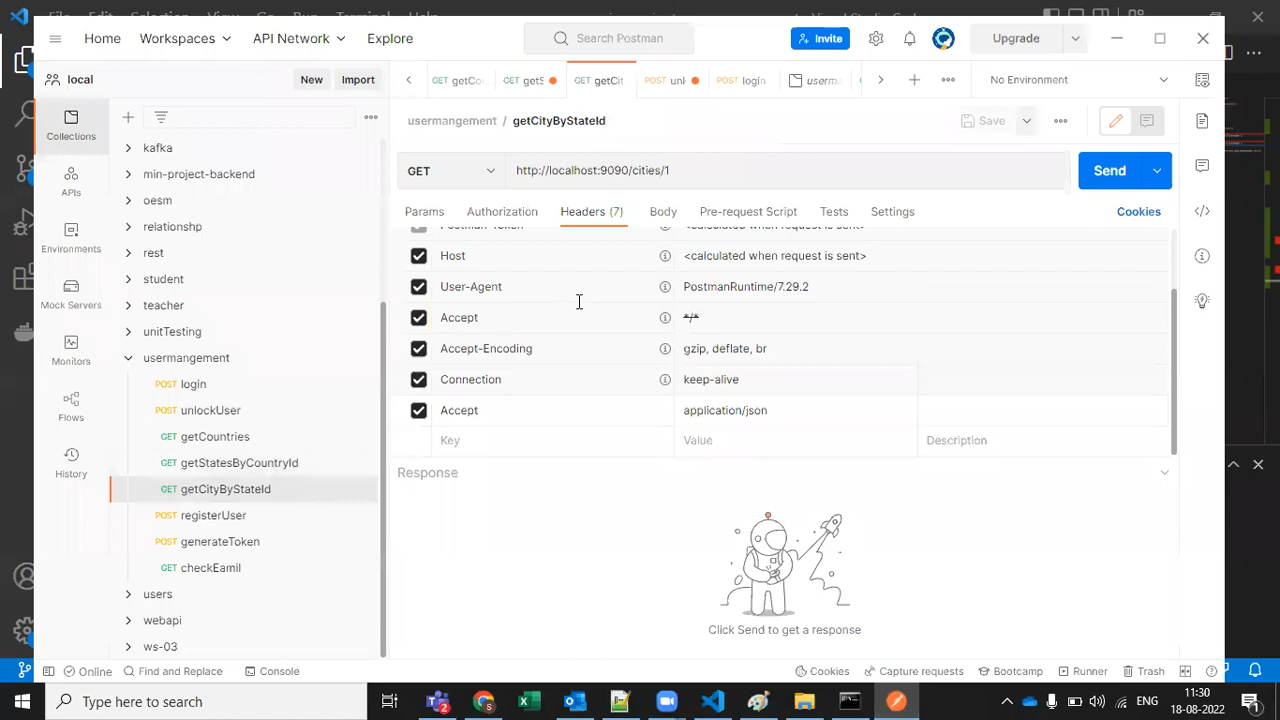 Home Workspaces API Network Explore Search Postman Invite Upgrade
local New Import getCo getS getCit unl login userma No Environment
Collections
APIs
Environments
Mock Servers
Monitors
Flows
History
kafka
min-project-backend
oesm
relationshp
rest
student
teacher
unitTesting
usermangement
POST login
POST unlockUser
GET getCountries
GET getStatesByCountryId
GET getCityByStateId
POST registerUser
POST generateToken
GET checkEamil
users
webapi
ws-03
usermangement / getCityByStateId Save
GET http://localhost:9090/cities/1 Send
Params Authorization Headers (7) Body Pre-request Script Tests Settings Cookies
Postman-Token <calculated when request is sent>
Host <calculated when request is sent>
User-Agent PostmanRuntime/7.29.2
Accept */*
Accept-Encoding gzip, deflate, br
Connection keep-alive
Accept application/json
Key Value Description
Response
Click Send to get a response
Online Find and Replace Console Cookies Capture requests Bootcamp Runner Trash
Type here to search ENG 11:30
18-08-2022